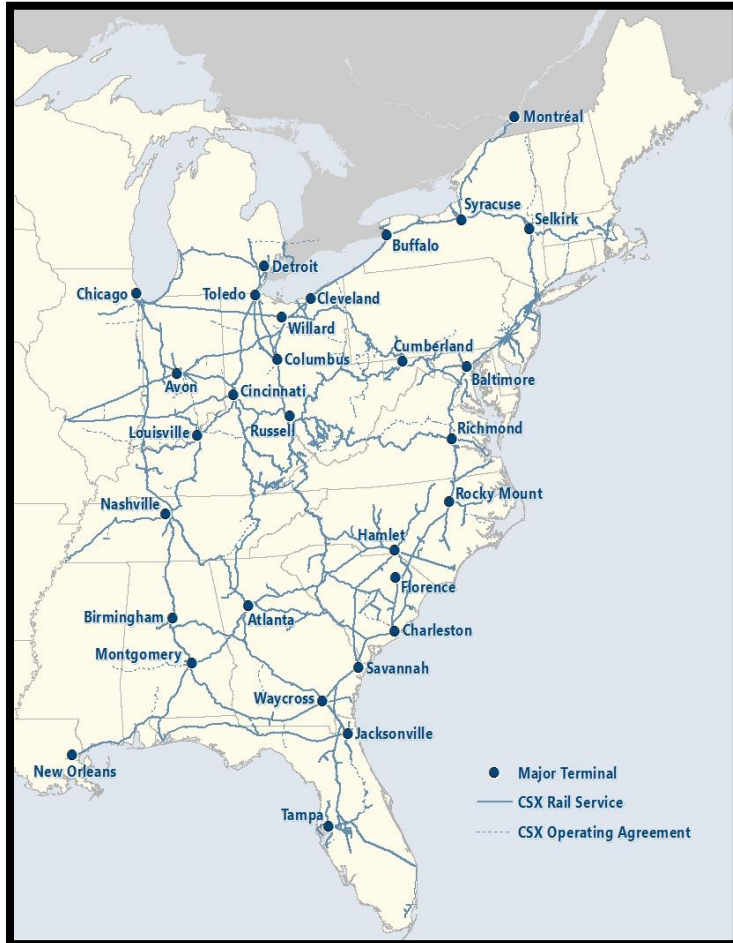 Montréal
Syracuse
Selkirk
Buffalo
Detroit
Chicago
Toledo
Cleveland
Willard
Cumberland
Columbus
Baltimore
Avon
Cincinnati
Louisville
Russell
Richmond
Nashville
Rocky Mount
Hamlet
Florence
Birmingham
Atlanta
Charleston
Montgomery
Savannah
Waycross
Jacksonville
New Orleans
Tampa
Major Terminal
CSX Rail Service
CSX Operating Agreement